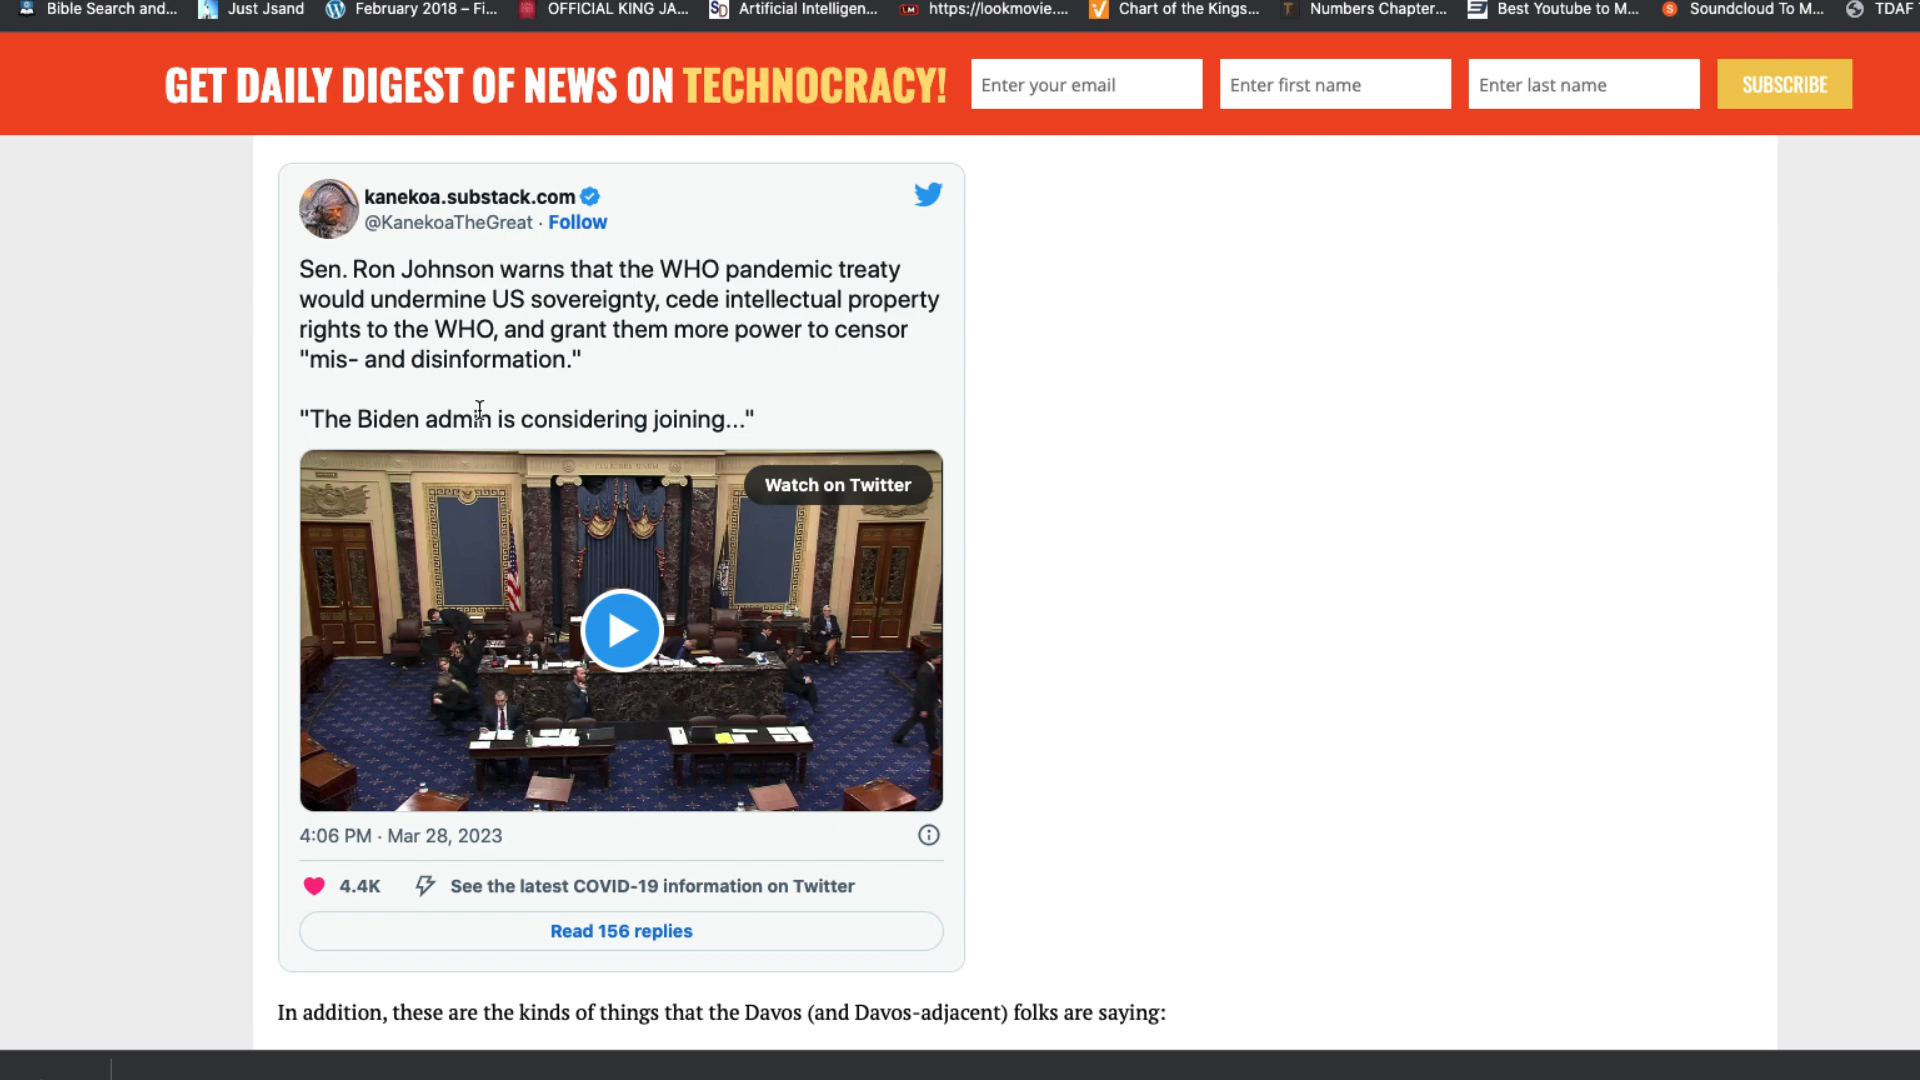 Bible Search and...
Just Jsand
February 2018 – Fi...
OFFICIAL KING JA...
SD
Artificial Intelligen...
LM
https://lookmovie....
Chart of the Kings...
T
Numbers Chapter...
Best Youtube to M...
S
Soundcloud To M...
TDAF
GET DAILY DIGEST OF NEWS ON TECHNOCRACY!
Enter your email
Enter first name
Enter last name
SUBSCRIBE
kanekoa.substack.com
@KanekoaTheGreat · Follow
Sen. Ron Johnson warns that the WHO pandemic treaty
would undermine US sovereignty, cede intellectual property
rights to the WHO, and grant them more power to censor
"mis- and disinformation."
"The Biden admin is considering joining..."
Watch on Twitter
4:06 PM · Mar 28, 2023
4.4K
See the latest COVID-19 information on Twitter
Read 156 replies
In addition, these are the kinds of things that the Davos (and Davos-adjacent) folks are saying: